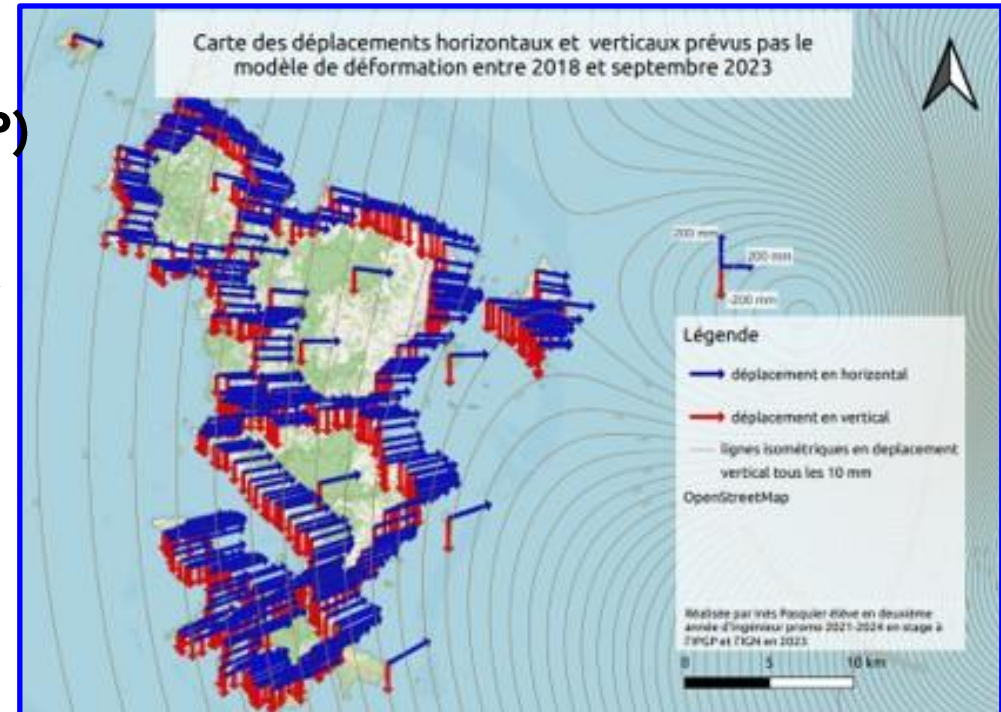 Carte des déplacements horizontaux et verticaux prévus pas le
modèle de déformation entre 2018 et septembre 2023
P)
200 mm
200 mm
-200 mm
Légende
déplacement en horizontal
déplacement en vertical
lignes isométriques en deplacement
vertical tous les 10 mm
OpenStreetMap
Réalisée par Inès Pasquier élève en deuxième
année d'ingénieur promo 2021-2024 en stage à
l'IPGP et l'IGN en 2023
0 5 10 km